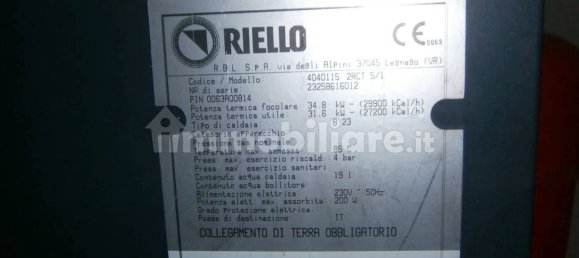 RIELLO
CE 0063
R B L . S.P.A. via degli Alpini 37045 Legnago (VR)
Codice / Modello: 4040115 2RCT 5/1
NR di serie 23258616012
PIN 0063AQ0814
Potenza termica focolare 34.8 kW - (29900 kCal/h)
Potenza termica utile 31.6 kW - (27200 kCal/h)
Tipo di caldaia B 23
Categoria apparecchio
Pressione gas nominale
Temperatura max ammessa 95 C
Press. max esercizio riscald. 4 bar
Press. max. esercizio sanitari
Contenuto acqua caldaia 19 l
Contenuto acqua bollitore
Alimentazione elettrica 230V ~ 50Hz
Potenza elett. max assorbita 200 W
Grado Protezione elettrica
Paese di destinazione IT
COLLEGAMENTO DI TERRA OBBLIGATORIO
immobiliare.it